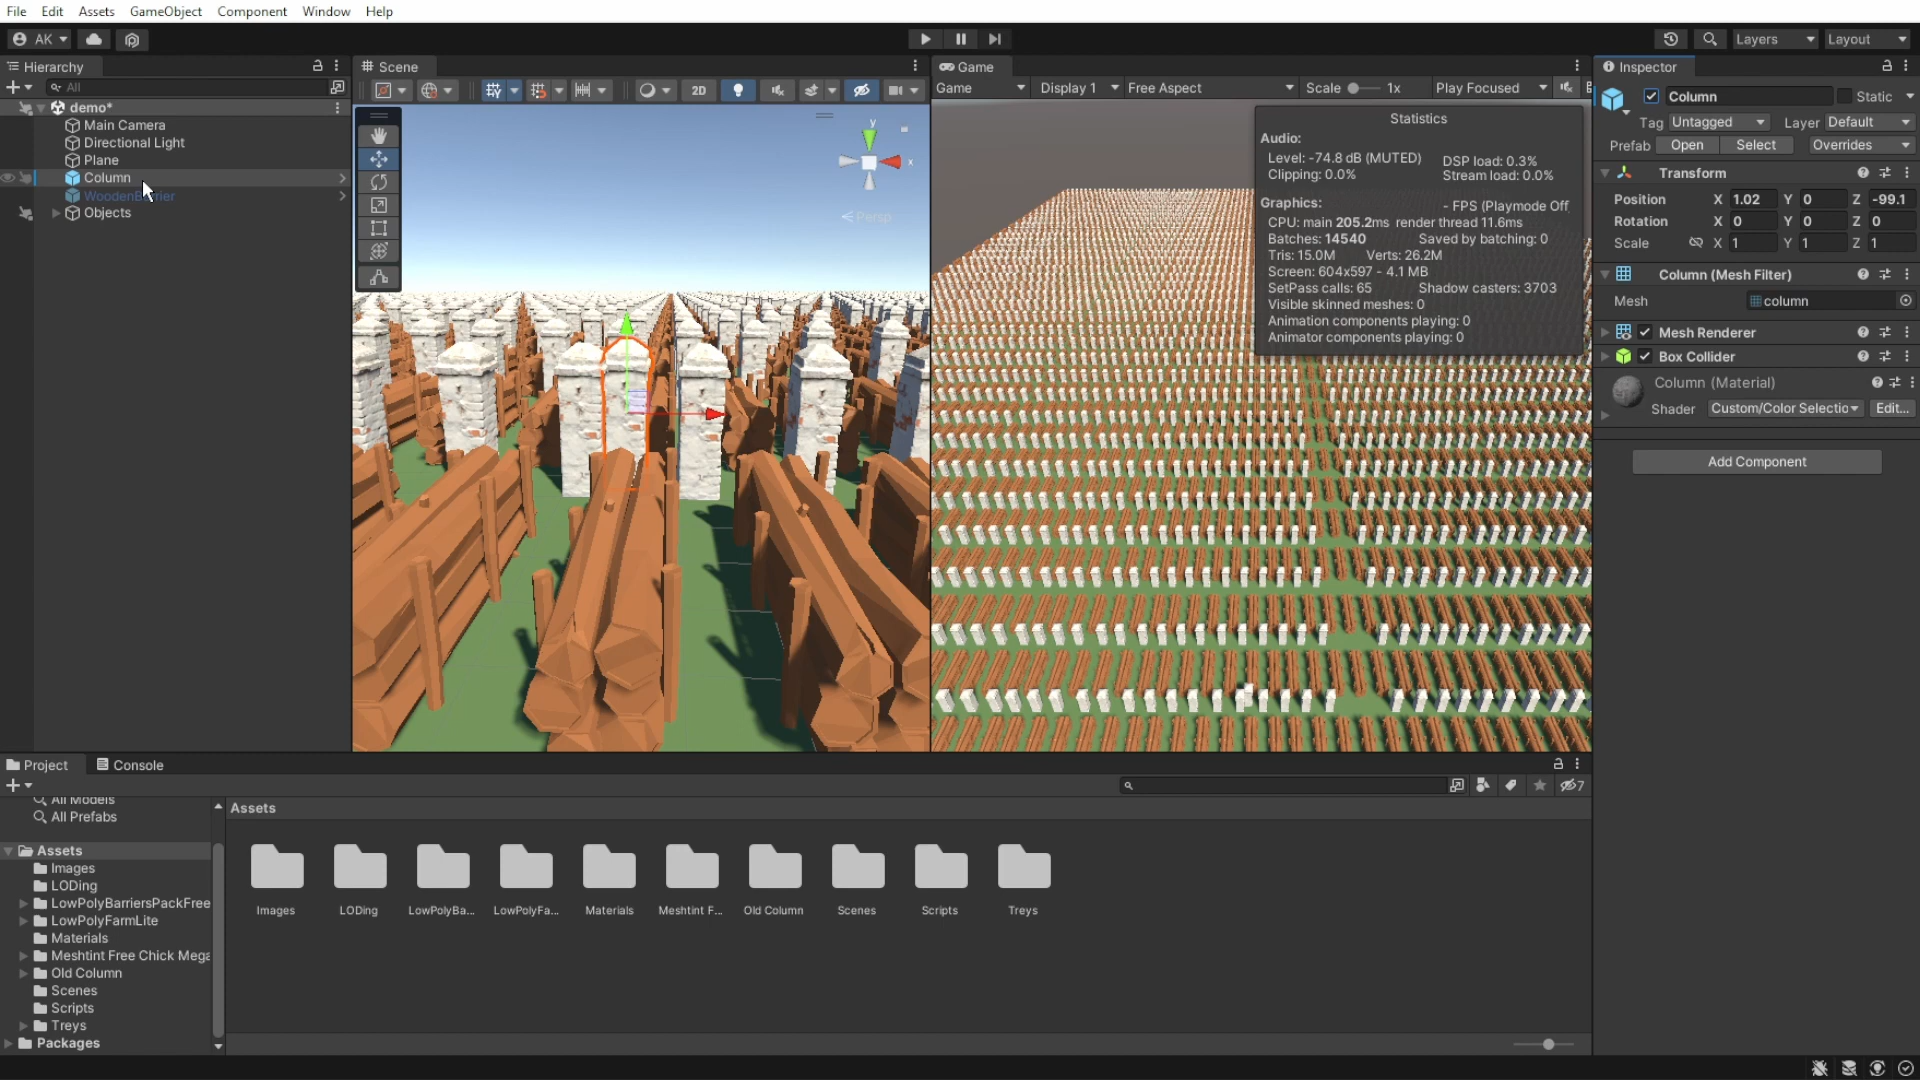 File Edit Assets GameObject Component Window Help
AK Layers Layout
Hierarchy
All
demo*
Main Camera
Directional Light
Plane
Column
WoodenBarrier
Objects
Scene
2D
y
x
Persp
Game
Game Display 1 Free Aspect Scale 1x Play Focused
Statistics
Audio:
Level: -74.8 dB (MUTED) DSP load: 0.3%
Clipping: 0.0% Stream load: 0.0%
Graphics: - FPS (Playmode Off
CPU: main 205.2ms render thread 11.6ms
Batches: 14540 Saved by batching: 0
Tris: 15.0M Verts: 26.2M
Screen: 604x597 - 4.1 MB
SetPass calls: 65 Shadow casters: 3703
Visible skinned meshes: 0
Animation components playing: 0
Animator components playing: 0
Inspector
Column Static
Tag Untagged Layer Default
Prefab Open Select Overrides
Transform
Position X 1.02 Y 0 Z -99.1
Rotation X 0 Y 0 Z 0
Scale X 1 Y 1 Z 1
Column (Mesh Filter)
Mesh column
Mesh Renderer
Box Collider
Column (Material)
Shader Custom/Color Selectio Edit...
Add Component
Project Console
7
All Models
All Prefabs
Assets
Images
LODing
LowPolyBarriersPackFree
LowPolyFarmLite
Materials
Meshtint Free Chick Mega
Old Column
Scenes
Scripts
Treys
Packages
Assets
Images LODing LowPolyBa... LowPolyFa... Materials Meshtint F... Old Column Scenes Scripts Treys